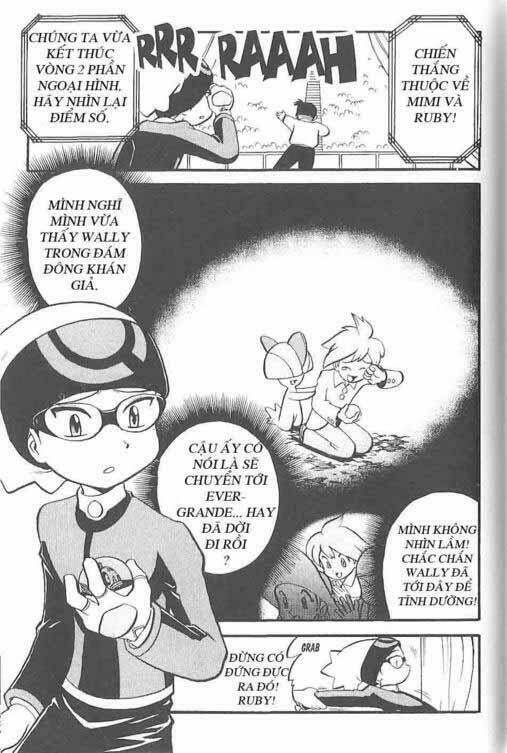 CHÚNG TA VỪA
KẾT THÚC
VÒNG 2 PHẦN
NGOẠI HÌNH,
HÃY NHÌN LẠI
ĐIỂM SỐ.
RRR RAAAH
CHIẾN
THẮNG
THUỘC VỀ
MIMI VÀ
RUBY!
MÌNH NGHĨ
MÌNH VỪA
THẤY WALLY
TRONG ĐÁM
ĐÔNG KHÁN
GIẢ.
CẬU ẤY CÓ
NÓI LÀ SẼ
CHUYỂN TỚI
EVER-
GRANDE... HAY
ĐÃ DỜI
ĐI RỒI
?
MÌNH KHÔNG
NHÌN LẦM!
CHẮC CHẮN
WALLY ĐÃ
TỚI ĐÂY ĐỂ
TĨNH DƯỠNG!
GRAB
ĐỪNG CÓ
ĐỨNG ĐỰC
RA ĐÓ!
RUBY!